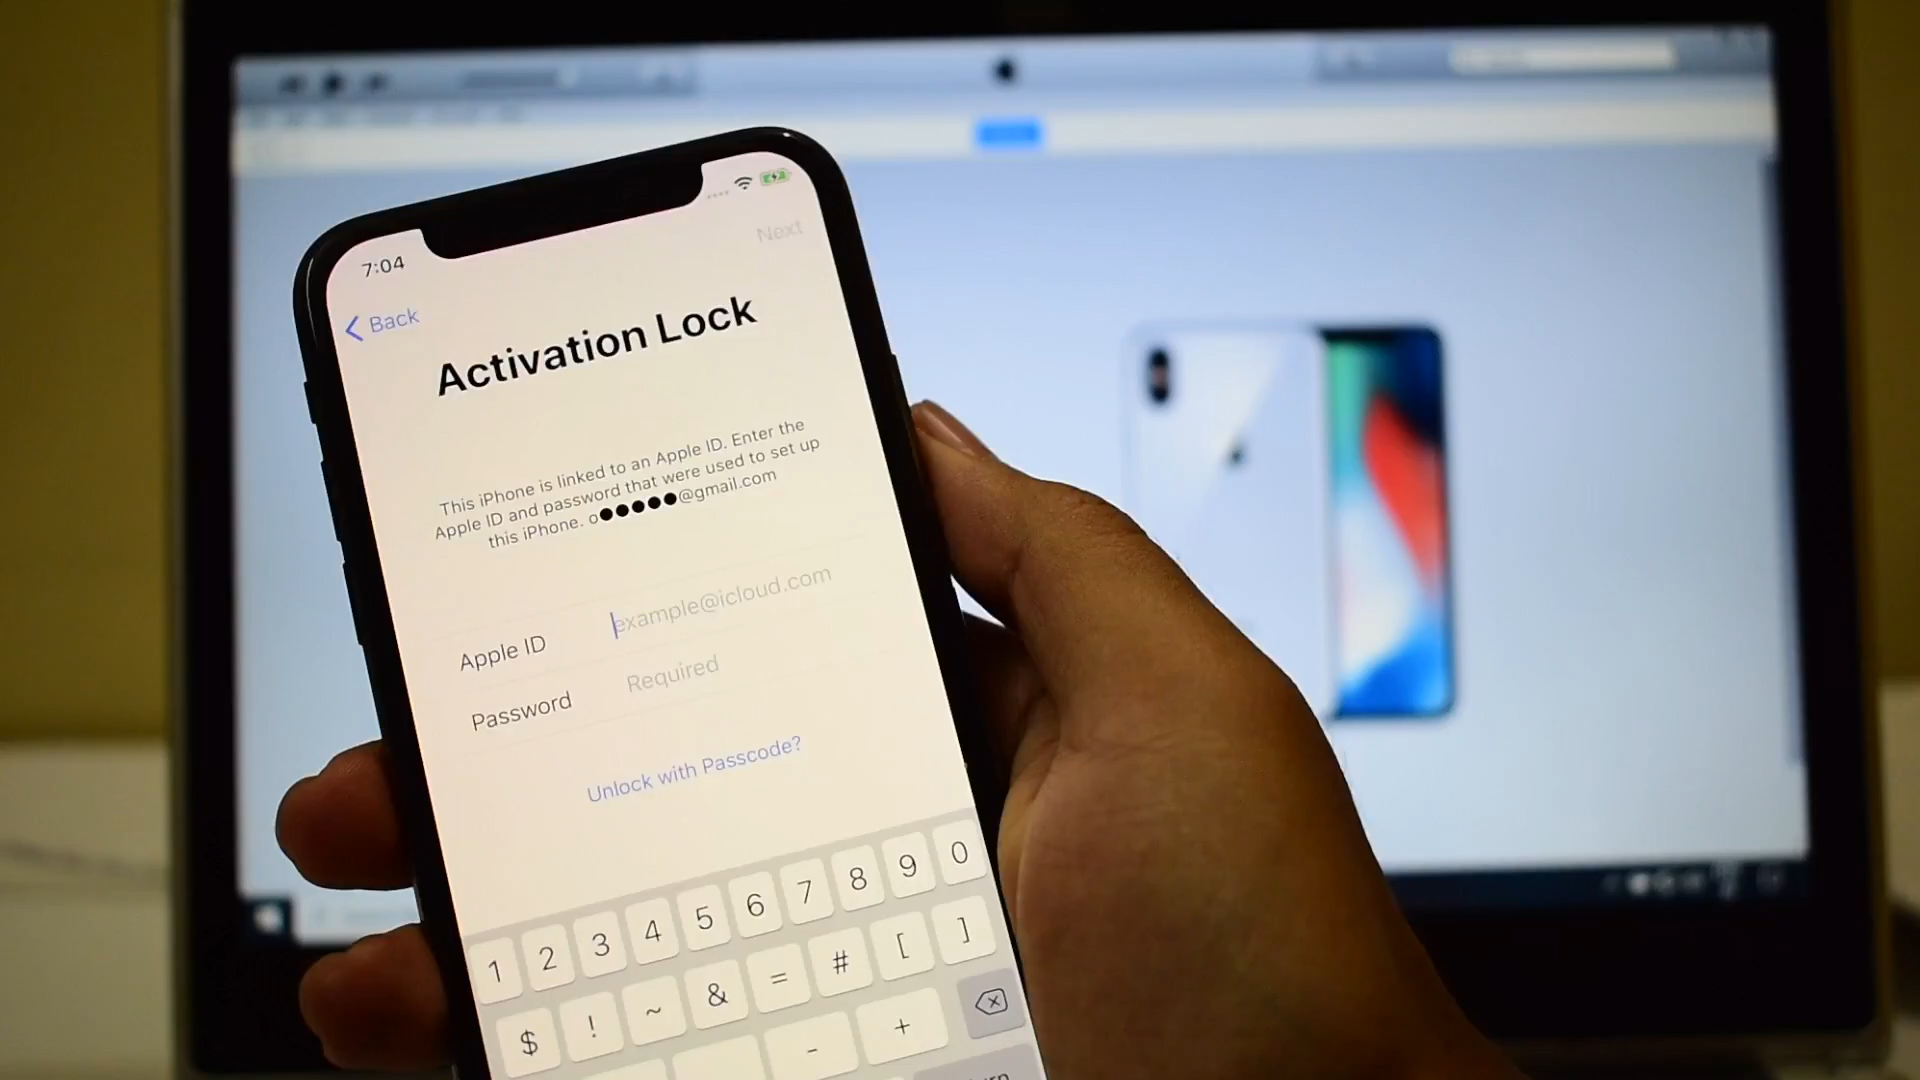 7:04
Next
Back
Activation Lock
This iPhone is linked to an Apple ID. Enter the
Apple ID and password that were used to set up
this iPhone. o●●●●●@gmail.com
Apple ID example@icloud.com
Password Required
Unlock with Passcode?
1 2 3 4 5 6 7 8 9 0
$ ! ~ & = # [ ]
- +